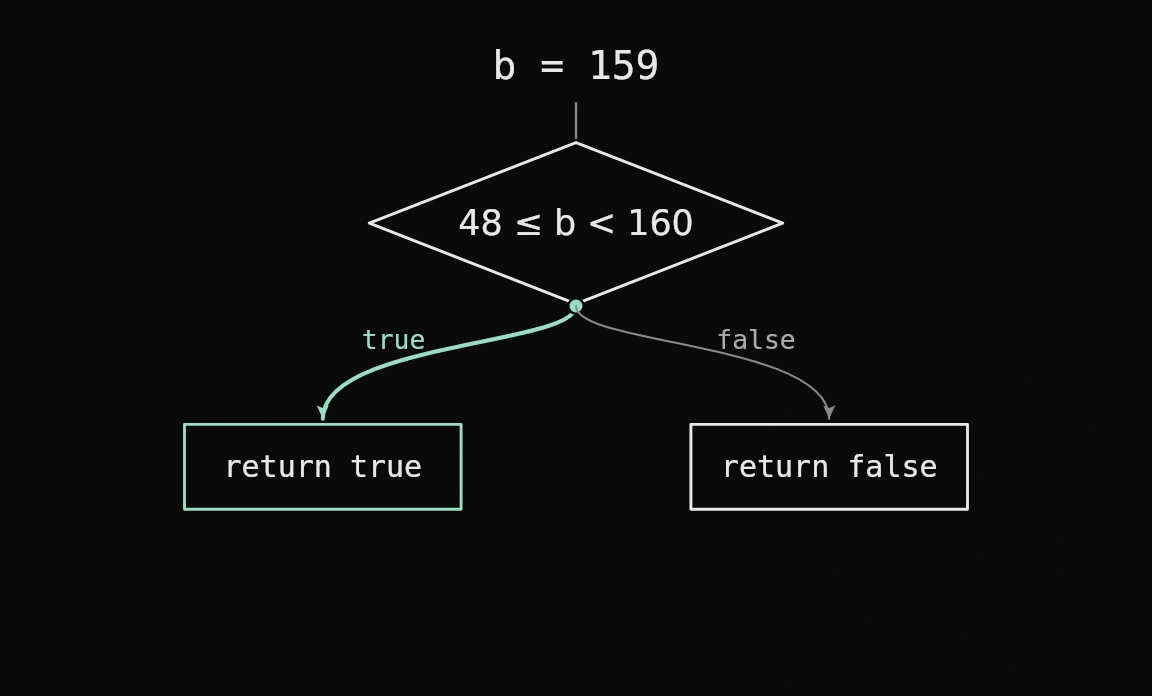 b = 159
48 ≤ b < 160
true
false
return true
return false